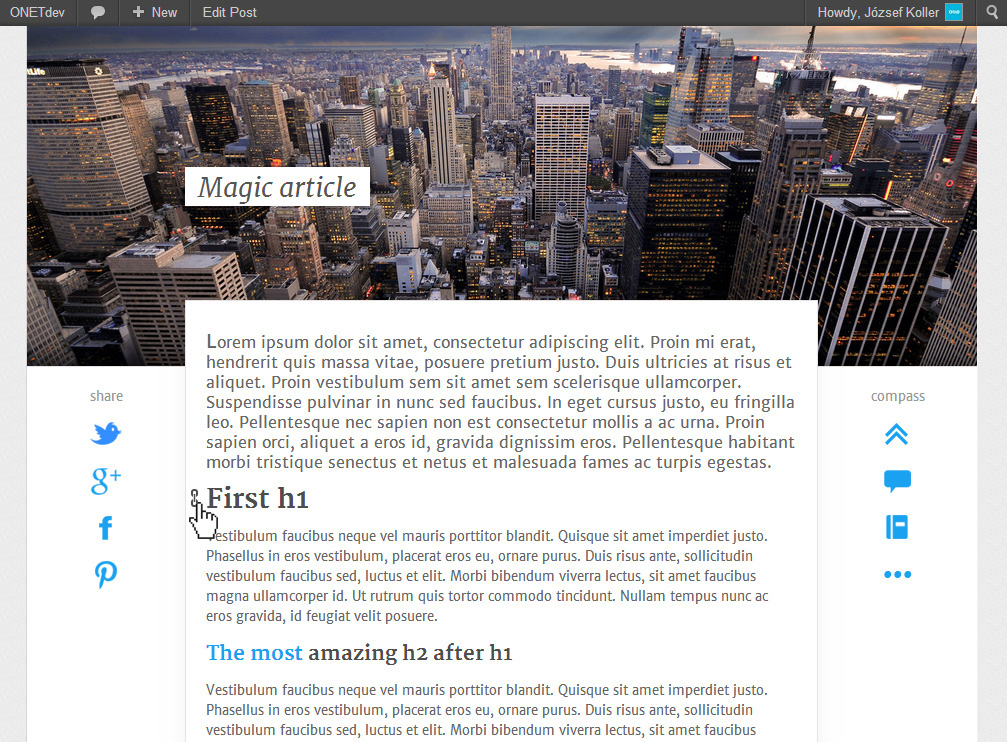 ONETdev New Edit Post Howdy, József Koller
Magic article
Lorem ipsum dolor sit amet, consectetur adipiscing elit. Proin mi erat,
hendrerit quis massa vitae, posuere pretium justo. Duis ultricies at risus et
aliquet. Proin vestibulum sem sit amet sem scelerisque ullamcorper.
Suspendisse pulvinar in nunc sed faucibus. In eget cursus justo, eu fringilla
leo. Pellentesque nec sapien non est consectetur mollis a ac urna. Proin
sapien orci, aliquet a eros id, gravida dignissim eros. Pellentesque habitant
morbi tristique senectus et netus et malesuada fames ac turpis egestas.
share
g+
f
compass
First h1
Vestibulum faucibus neque vel mauris porttitor blandit. Quisque sit amet imperdiet justo.
Phasellus in eros vestibulum, placerat eros eu, ornare purus. Duis risus ante, sollicitudin
vestibulum faucibus sed, luctus et elit. Morbi bibendum viverra lectus, sit amet faucibus
magna ullamcorper id. Ut rutrum quis tortor commodo tincidunt. Nullam tempus nunc ac
eros gravida, id feugiat velit posuere.
The most amazing h2 after h1
Vestibulum faucibus neque vel mauris porttitor blandit. Quisque sit amet imperdiet justo.
Phasellus in eros vestibulum, placerat eros eu, ornare purus. Duis risus ante, sollicitudin
vestibulum faucibus sed, luctus et elit. Morbi bibendum viverra lectus, sit amet faucibus